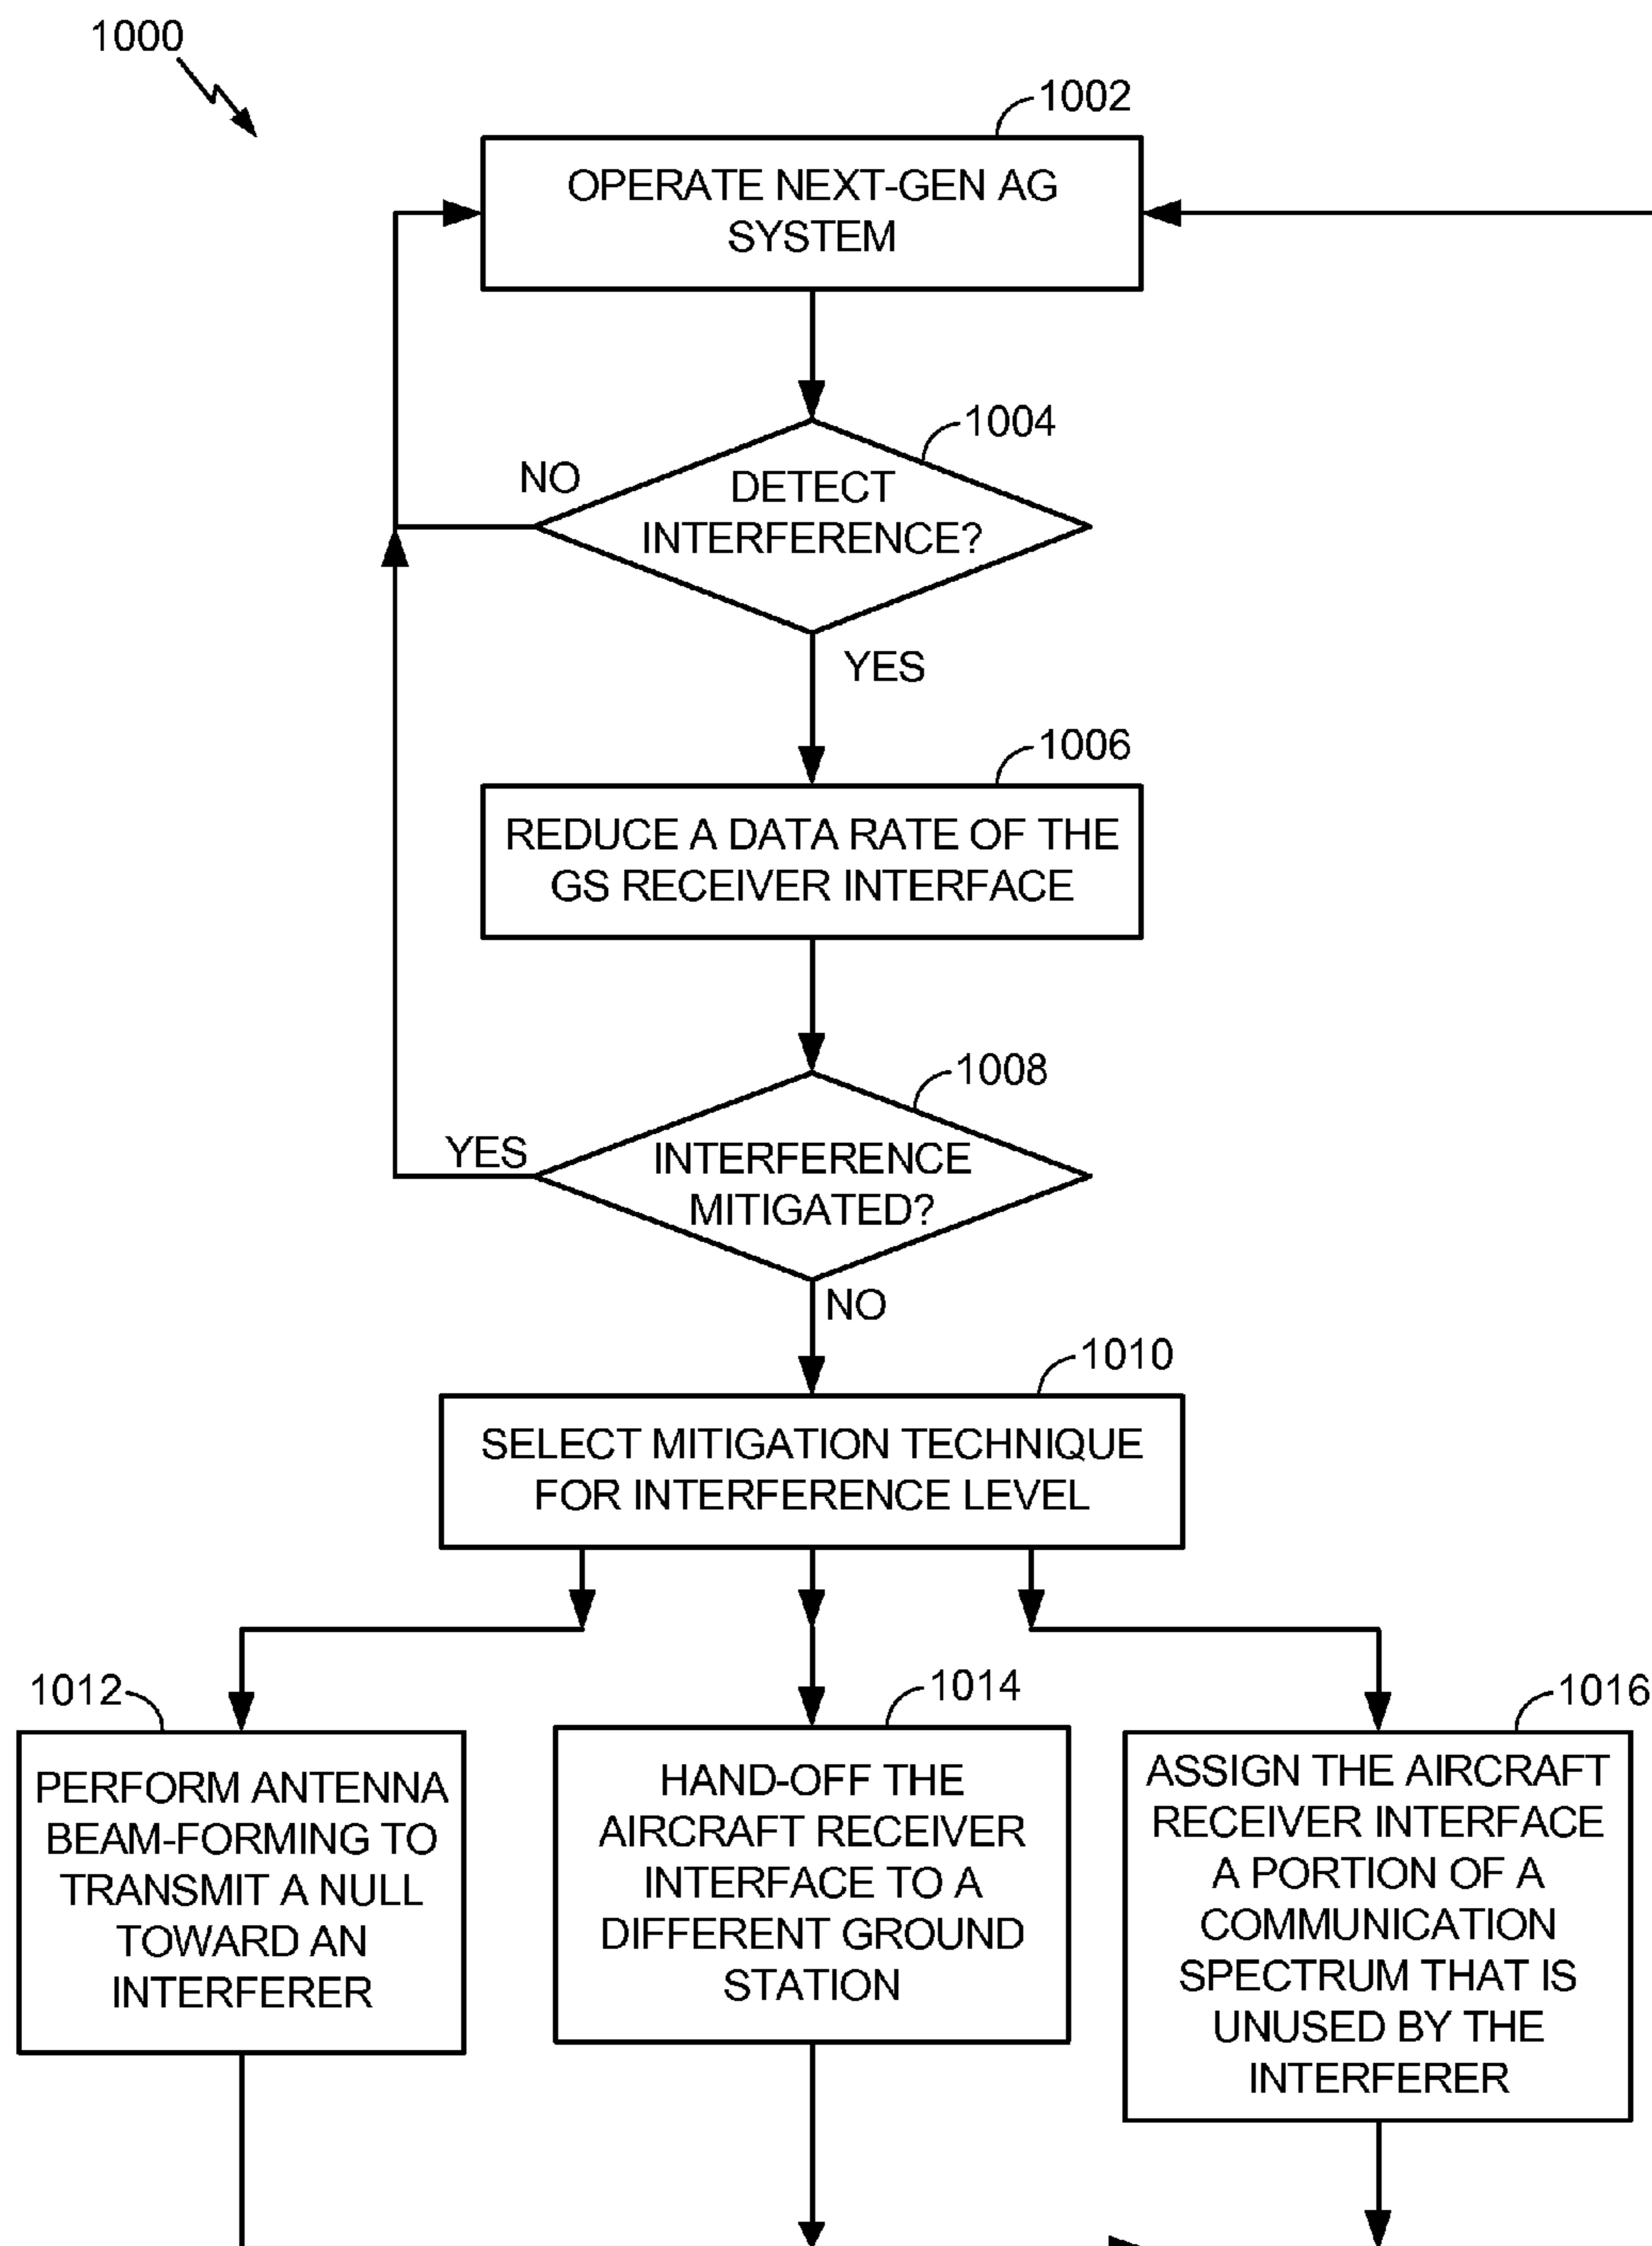 1000
1002
OPERATE NEXT-GEN AG
SYSTEM
1004
NO
DETECT
INTERFERENCE?
YES
1006
REDUCE A DATA RATE OF THE
GS RECEIVER INTERFACE
1008
YES
INTERFERENCE
MITIGATED?
NO
1010
SELECT MITIGATION TECHNIQUE
FOR INTERFERENCE LEVEL
1012
PERFORM ANTENNA
BEAM-FORMING TO
TRANSMIT A NULL
TOWARD AN
INTERFERER
1014
HAND-OFF THE
AIRCRAFT RECEIVER
INTERFACE TO A
DIFFERENT GROUND
STATION
1016
ASSIGN THE AIRCRAFT
RECEIVER INTERFACE
A PORTION OF A
COMMUNICATION
SPECTRUM THAT IS
UNUSED BY THE
INTERFERER